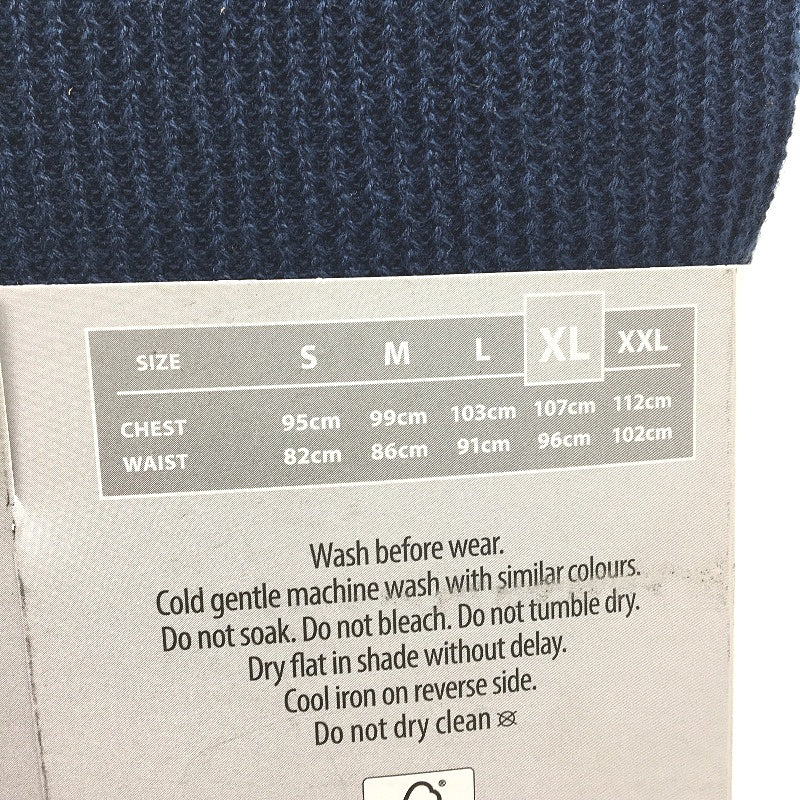 SIZE S M L XL XXL
CHEST 95cm 99cm 103cm 107cm 112cm
WAIST 82cm 86cm 91cm 96cm 102cm
Wash before wear.
Cold gentle machine wash with similar colours.
Do not soak. Do not bleach. Do not tumble dry.
Dry flat in shade without delay.
Cool iron on reverse side.
Do not dry clean
®